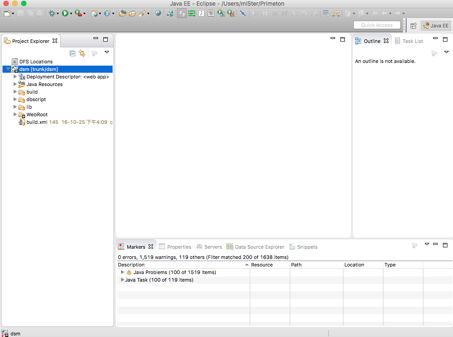 Java EE - Eclipse - /Users/miSter/Primeton
Quick Access
Java EE
Project Explorer
DFS Locations
dsm [trunk/dsm]
Deployment Descriptor: <web app>
Java Resources
build
dbscript
lib
WebRoot
build.xml 145 16-10-25 下午4:09 c
Outline
Task List
An outline is not available.
Markers
Properties
Servers
Data Source Explorer
Snippets
0 errors, 1,519 warnings, 119 others (Filter matched 200 of 1638 items)
Description
Resource
Path
Location
Type
Java Problems (100 of 1519 items)
Java Task (100 of 119 items)
dsm